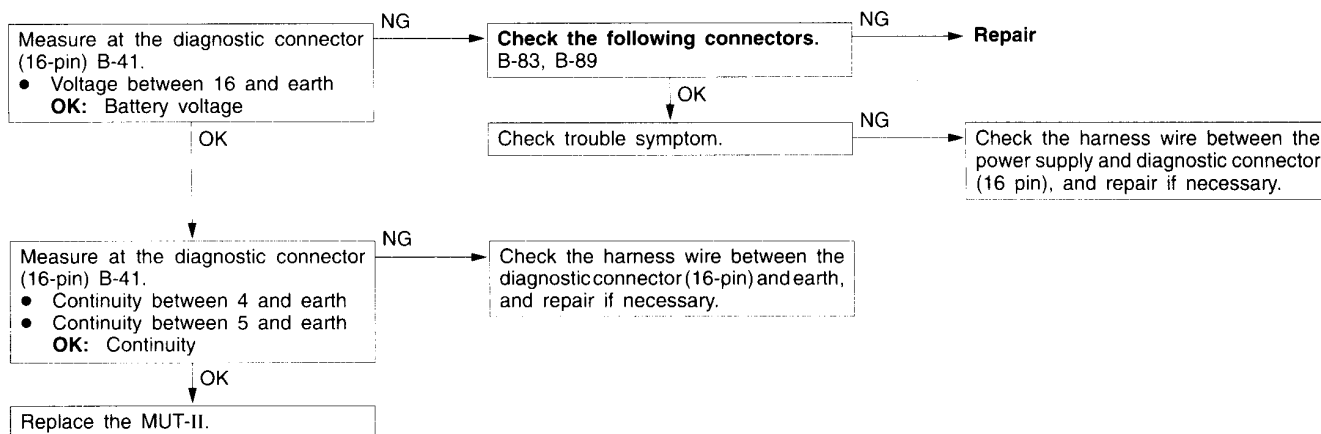 Measure at the diagnostic connector
(16-pin) B-41.
● Voltage between 16 and earth
OK: Battery voltage
NG
Check the following connectors.
B-83, B-89
NG
Repair
OK
Check trouble symptom.
NG
Check the harness wire between the
power supply and diagnostic connector
(16 pin), and repair if necessary.
OK
Measure at the diagnostic connector
(16-pin) B-41.
● Continuity between 4 and earth
● Continuity between 5 and earth
OK: Continuity
NG
Check the harness wire between the
diagnostic connector (16-pin) and earth,
and repair if necessary.
OK
Replace the MUT-II.